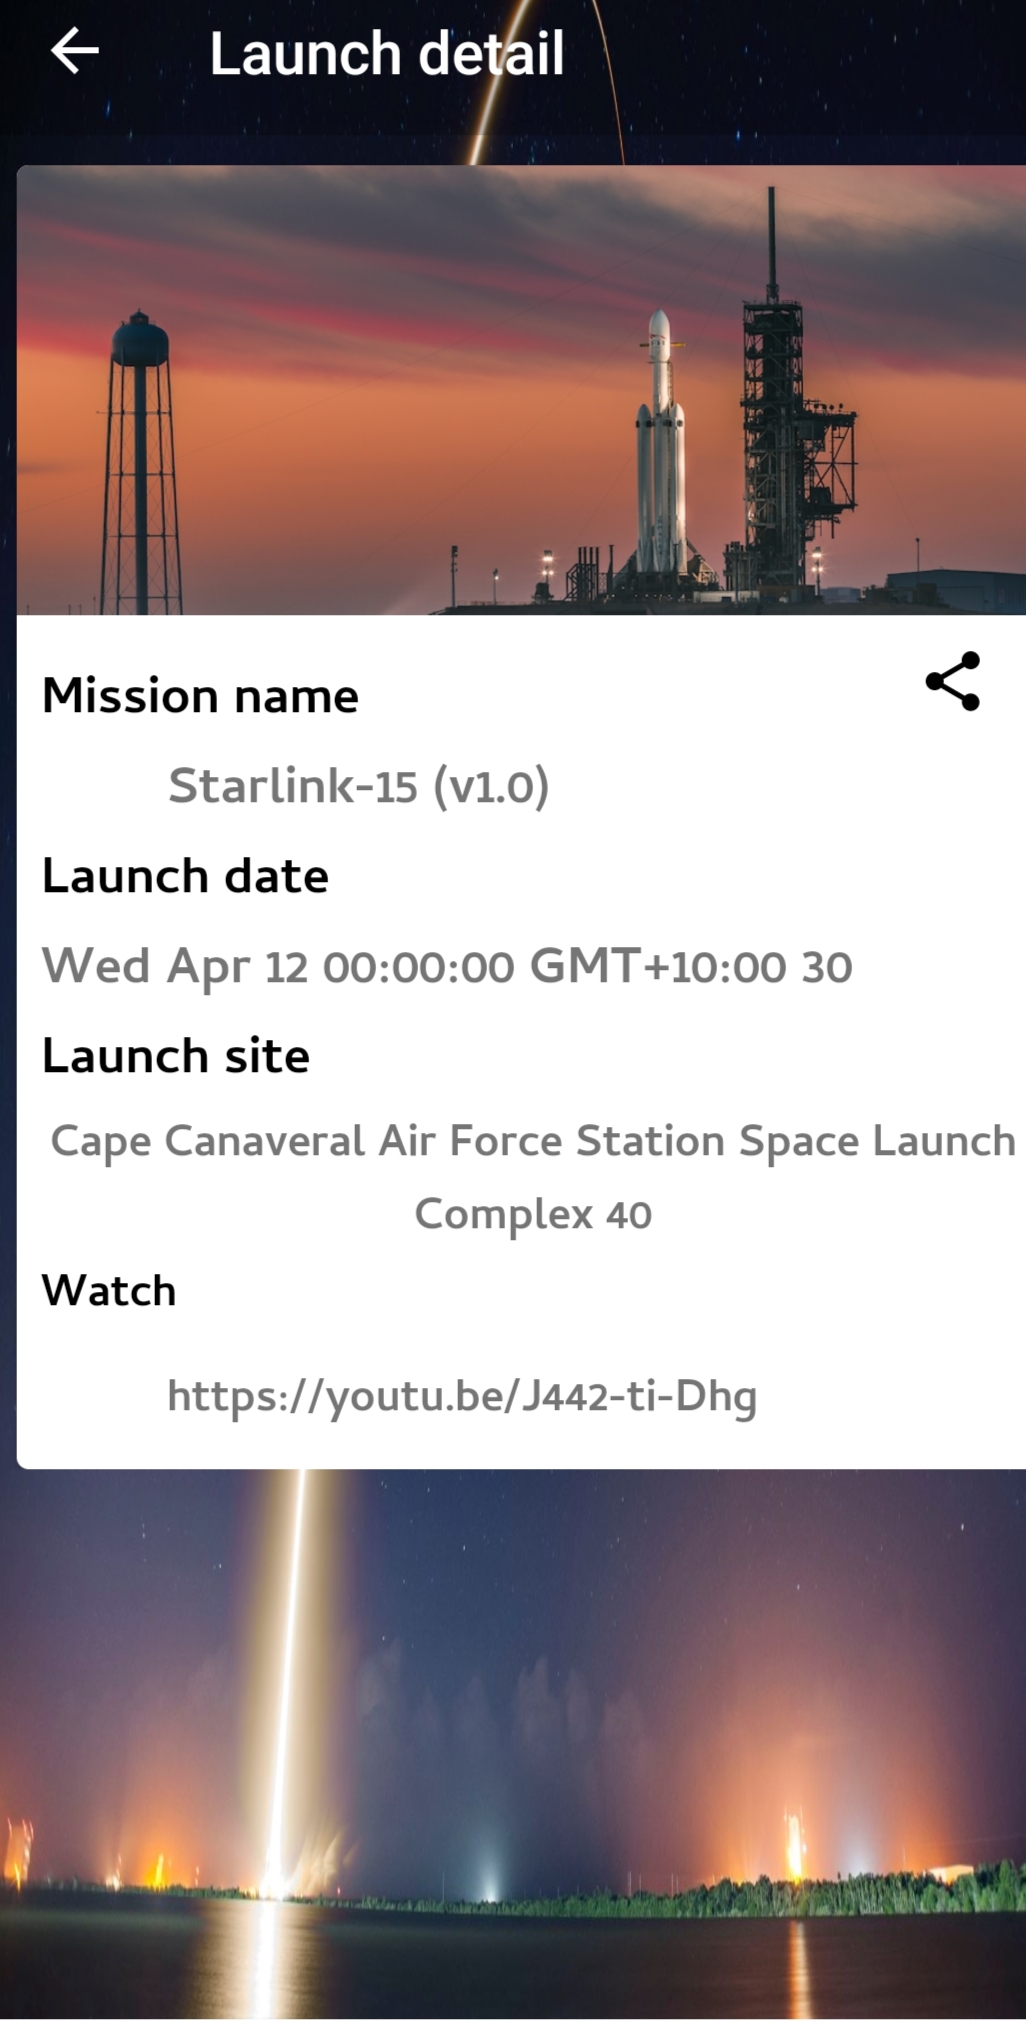 Launch detail
Mission name
Starlink-15 (v1.0)
Launch date
Wed Apr 12 00:00:00 GMT+10:00 30
Launch site
Cape Canaveral Air Force Station Space Launch
Complex 40
Watch
https://youtu.be/J442-ti-Dhg